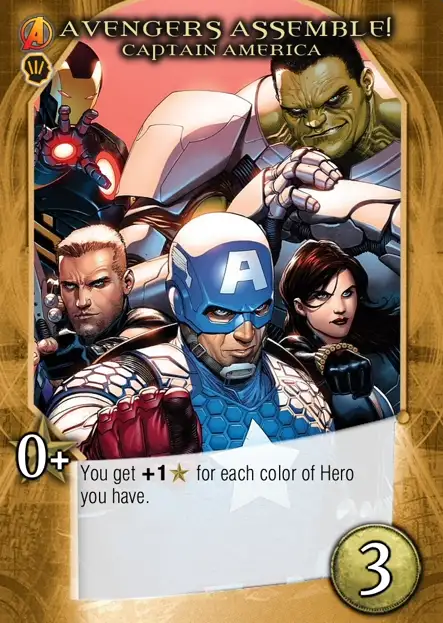 AVENGERS ASSEMBLE!
CAPTAIN AMERICA
A
A
0+
You get +1★ for each color of Hero
you have.
3